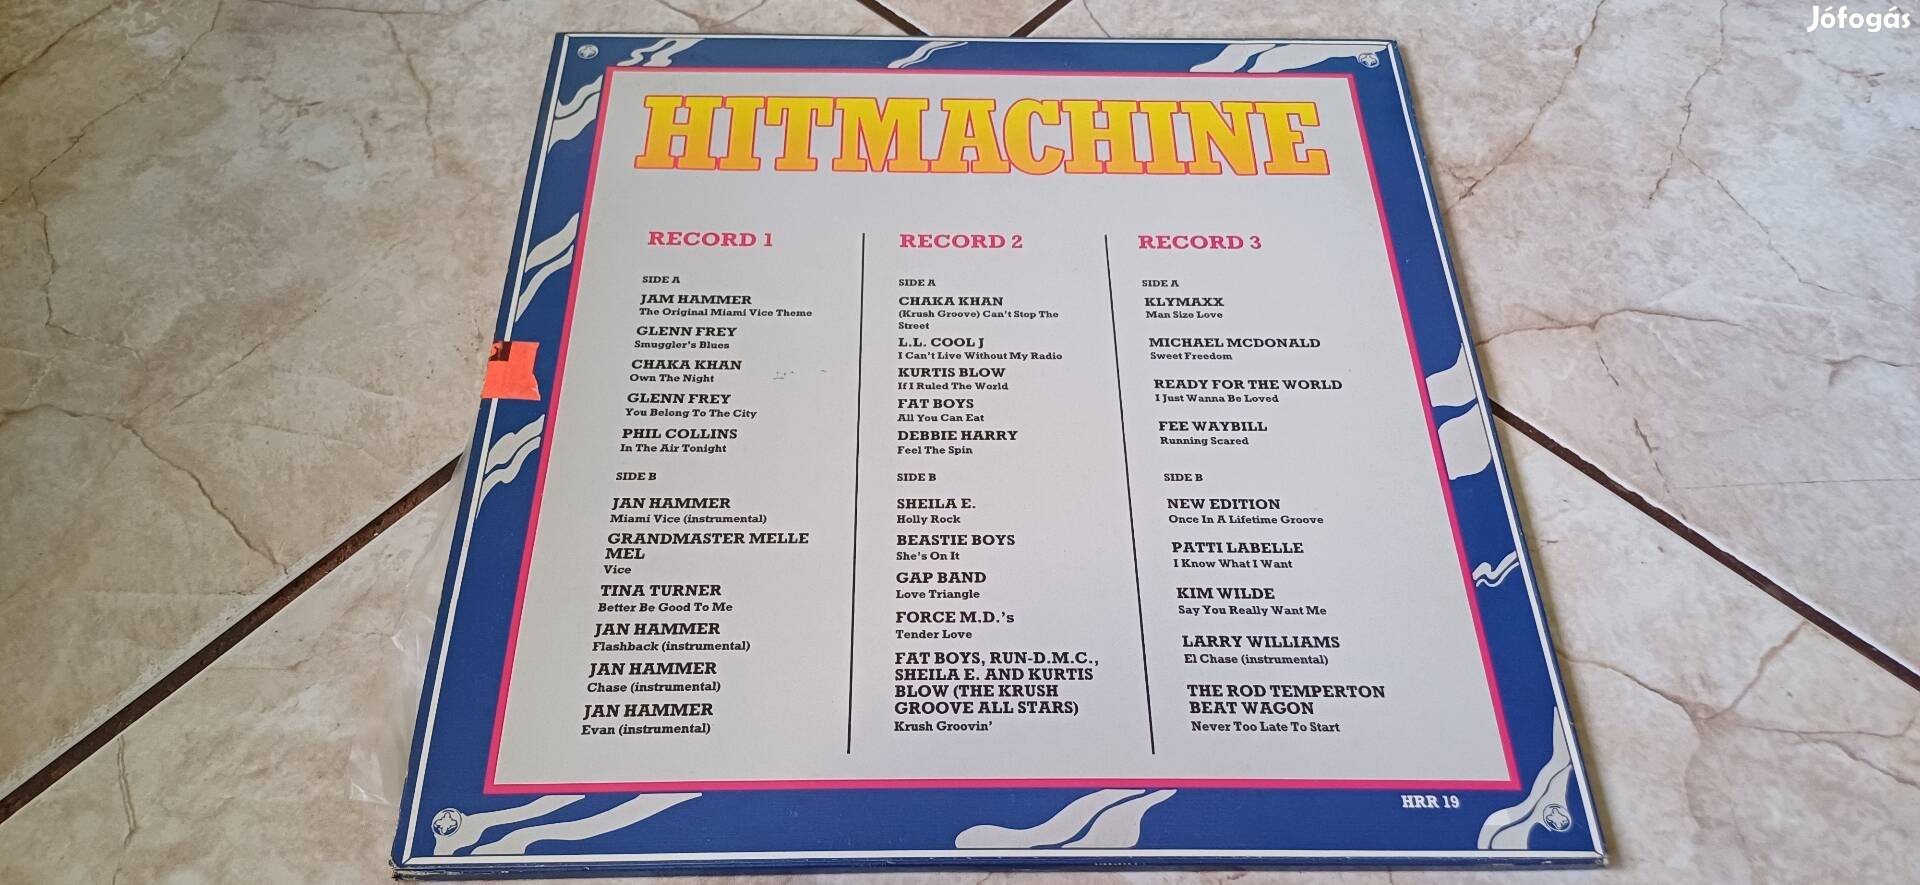 Jófogás
HITMACHINE
RECORD 1
SIDE A
JAM HAMMER
The Original Miami Vice Theme
GLENN FREY
Smuggler's Blues
CHAKA KHAN
Own The Night
GLENN FREY
You Belong To The City
PHIL COLLINS
In The Air Tonight
SIDE B
JAN HAMMER
Miami Vice (instrumental)
GRANDMASTER MELLE
MEL
Vice
TINA TURNER
Better Be Good To Me
JAN HAMMER
Flashback (instrumental)
JAN HAMMER
Chase (instrumental)
JAN HAMMER
Evan (instrumental)
RECORD 2
SIDE A
CHAKA KHAN
(Krush Groove) Can't Stop The
Street
L.L. COOL J
I Can't Live Without My Radio
KURTIS BLOW
If I Ruled The World
FAT BOYS
All You Can Eat
DEBBIE HARRY
Feel The Spin
SIDE B
SHEILA E.
Holly Rock
BEASTIE BOYS
She's On It
GAP BAND
Love Triangle
FORCE M.D.'s
Tender Love
FAT BOYS, RUN-D.M.C.,
SHEILA E. AND KURTIS
BLOW (THE KRUSH
GROOVE ALL STARS)
Krush Groovin'
RECORD 3
SIDE A
KLYMAXX
Man Size Love
MICHAEL MCDONALD
Sweet Freedom
READY FOR THE WORLD
I Just Wanna Be Loved
FEE WAYBILL
Running Scared
SIDE B
NEW EDITION
Once In A Lifetime Groove
PATTI LABELLE
I Know What I Want
KIM WILDE
Say You Really Want Me
LARRY WILLIAMS
El Chase (instrumental)
THE ROD TEMPERTON
BEAT WAGON
Never Too Late To Start
HRR 19